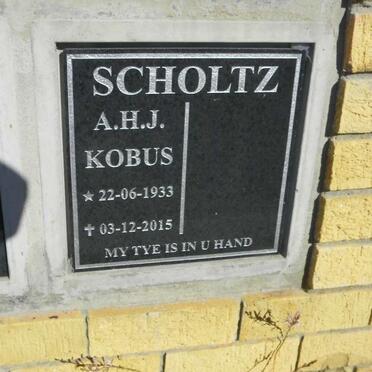 SCHOLTZ
A.H.J.
KOBUS
★ 22-06-1933
✝ 03-12-2015
MY TYE IS IN U HAND